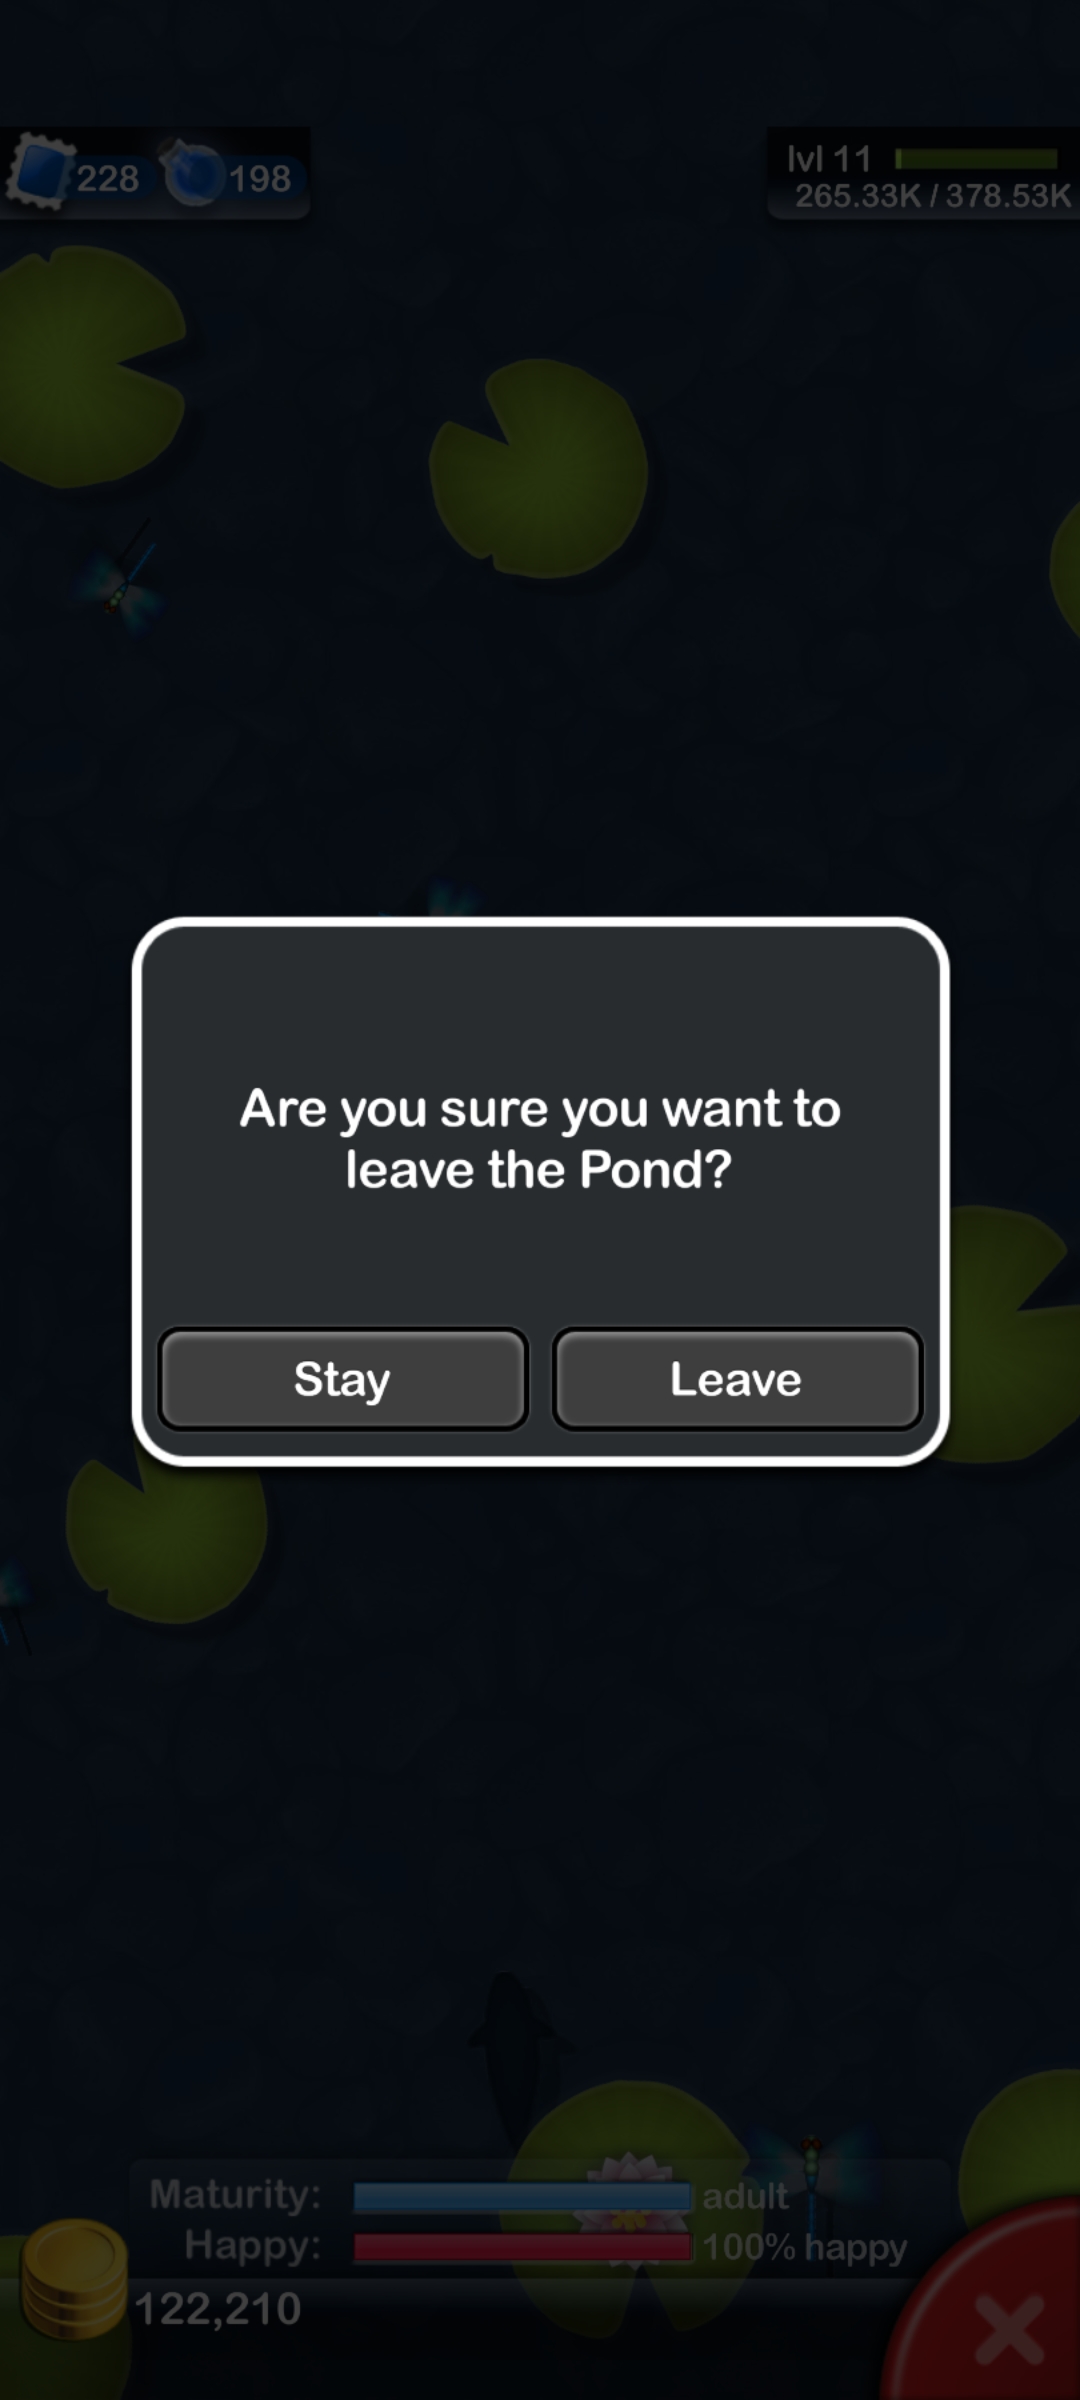 228 198
lvl 11
265.33K / 378.53K
Are you sure you want to
leave the Pond?
Stay Leave
Maturity: adult
Happy: 100% happy
122,210